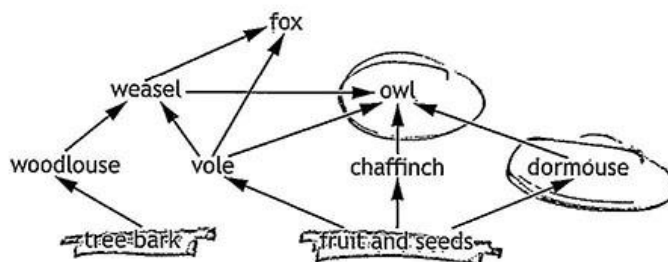 fox
weasel owl
woodlouse vole chaffinch dormouse
tree bark fruit and seeds